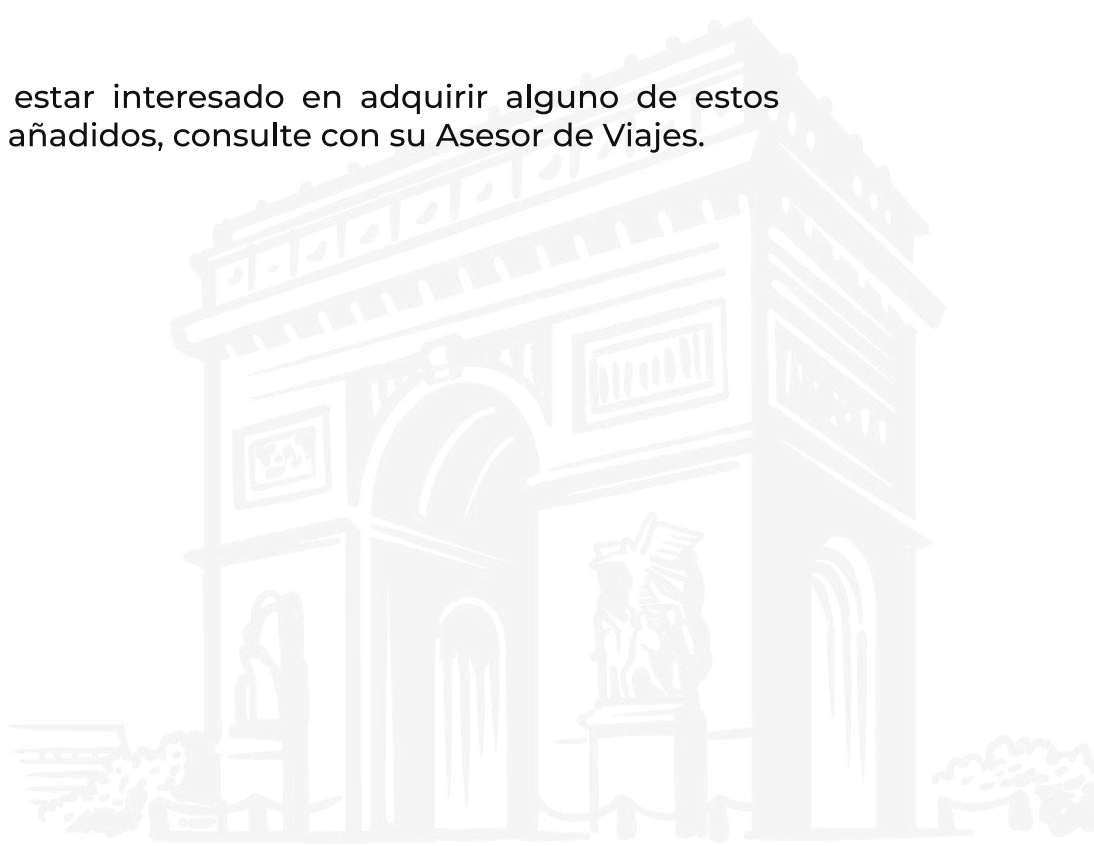 estar interesado en adquirir alguno de estos
añadidos, consulte con su Asesor de Viajes.